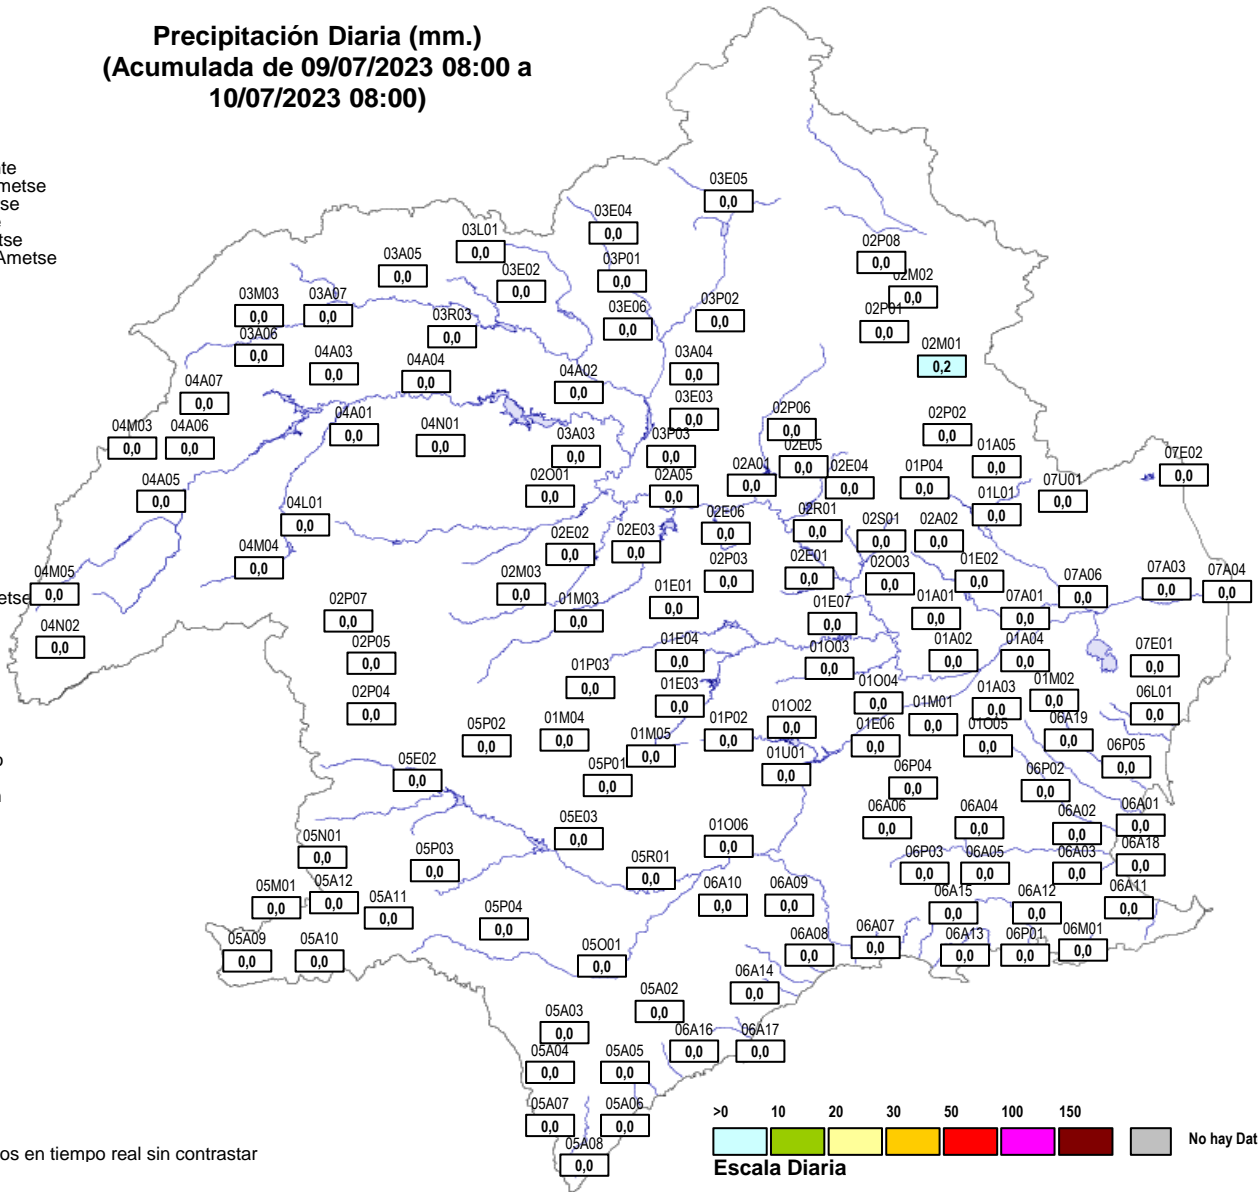 Precipitación Diaria (mm.)
(Acumulada de 09/07/2023 08:00 a
10/07/2023 08:00)
03E05
0,0
03E04
0,0
03L01
0,0
03P01
0,0
02P08
0,0
03A05
0,0
03E02
0,0
02M02
0,0
03M03
0,0
03A07
0,0
03P02
0,0
03E06
0,0
02P01
0,0
03R03
0,0
03A06
0,0
02M01
0,2
04A03
0,0
04A04
0,0
03A04
0,0
04A02
0,0
04A07
0,0
03E03
0,0
02P06
0,0
02P02
0,0
04A01
0,0
04M03
0,0
04A06
0,0
04N01
0,0
03A03
0,0
03P03
0,0
02E05
0,0
01A05
0,0
07E02
0,0
02A01
0,0
02E04
0,0
01P04
0,0
04A05
0,0
02O01
0,0
02A05
0,0
07U01
0,0
01L01
0,0
04L01
0,0
02E06
0,0
02R01
0,0
02S01
0,0
02A02
0,0
02E02
0,0
02E03
0,0
04M04
0,0
02P03
0,0
02E01
0,0
02O03
0,0
01E02
0,0
04M05
0,0
02M03
0,0
07A06
0,0
07A03
0,0
07A04
0,0
etse
02P07
0,0
01M03
0,0
01E01
0,0
01E07
0,0
01A01
0,0
07A01
0,0
04N02
0,0
02P05
0,0
01E04
0,0
01O03
0,0
01A02
0,0
01A04
0,0
07E01
0,0
01P03
0,0
02P04
0,0
01E03
0,0
01O04
0,0
01A03
0,0
01M02
0,0
06L01
0,0
05P02
0,0
01M04
0,0
01M05
0,0
01P02
0,0
01O02
0,0
01E06
0,0
01M01
0,0
01O05
0,0
06A19
0,0
06P05
0,0
05E02
0,0
05P01
0,0
01U01
0,0
06P04
0,0
06P02
0,0
05E03
0,0
01O06
0,0
06A06
0,0
06A04
0,0
06A02
0,0
06A01
0,0
05N01
0,0
05P03
0,0
05R01
0,0
06P03
0,0
06A05
0,0
06A03
0,0
06A18
0,0
05M01
0,0
05A12
0,0
05A11
0,0
06A10
0,0
06A09
0,0
06A15
0,0
06A12
0,0
06A11
0,0
05P04
0,0
05A09
0,0
05A10
0,0
05O01
0,0
06A08
0,0
06A07
0,0
06A13
0,0
06P01
0,0
06M01
0,0
06A14
0,0
05A02
0,0
05A03
0,0
06A16
0,0
06A17
0,0
05A04
0,0
05A05
0,0
05A07
0,0
05A06
0,0
05A08
0,0
>0 10 20 30 50 100 150
No hay Dat
Escala Diaria
os en tiempo real sin contrastar